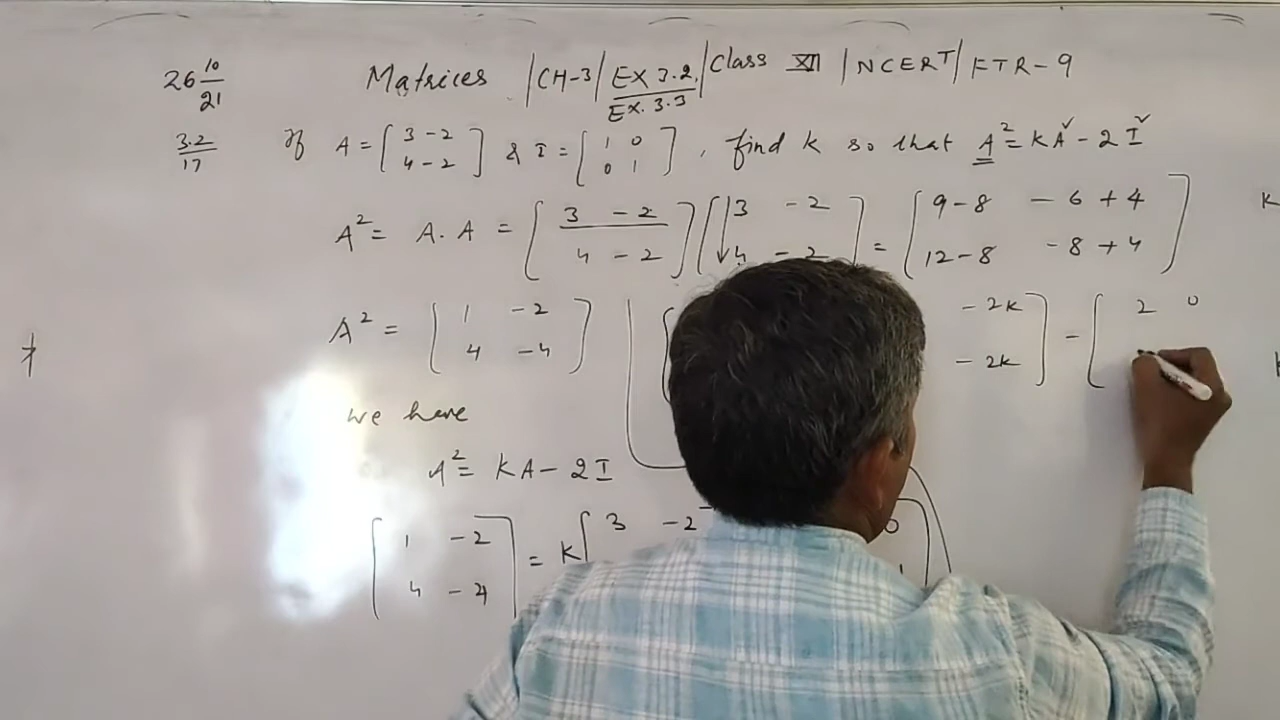 26 10/21 Matrices /CH-3/ EX 3.2, / Class XII / NCERT / KTR-9
Ex. 3.3
3.2/17 If A = [3 -2 4 -2] & I = [1 0 0 1], find k so that A² = kA - 2I
A² = A. A = [3 -2 4 -2] [3 -2 4 -2] = [9-8 -6+4 12-8 -8+4]
A² = [1 -2 4 -4] -2k -2k] - [2 0
we have
A² = KA - 2I
[1 -2 4 -4] = K[3 -2 0 1]